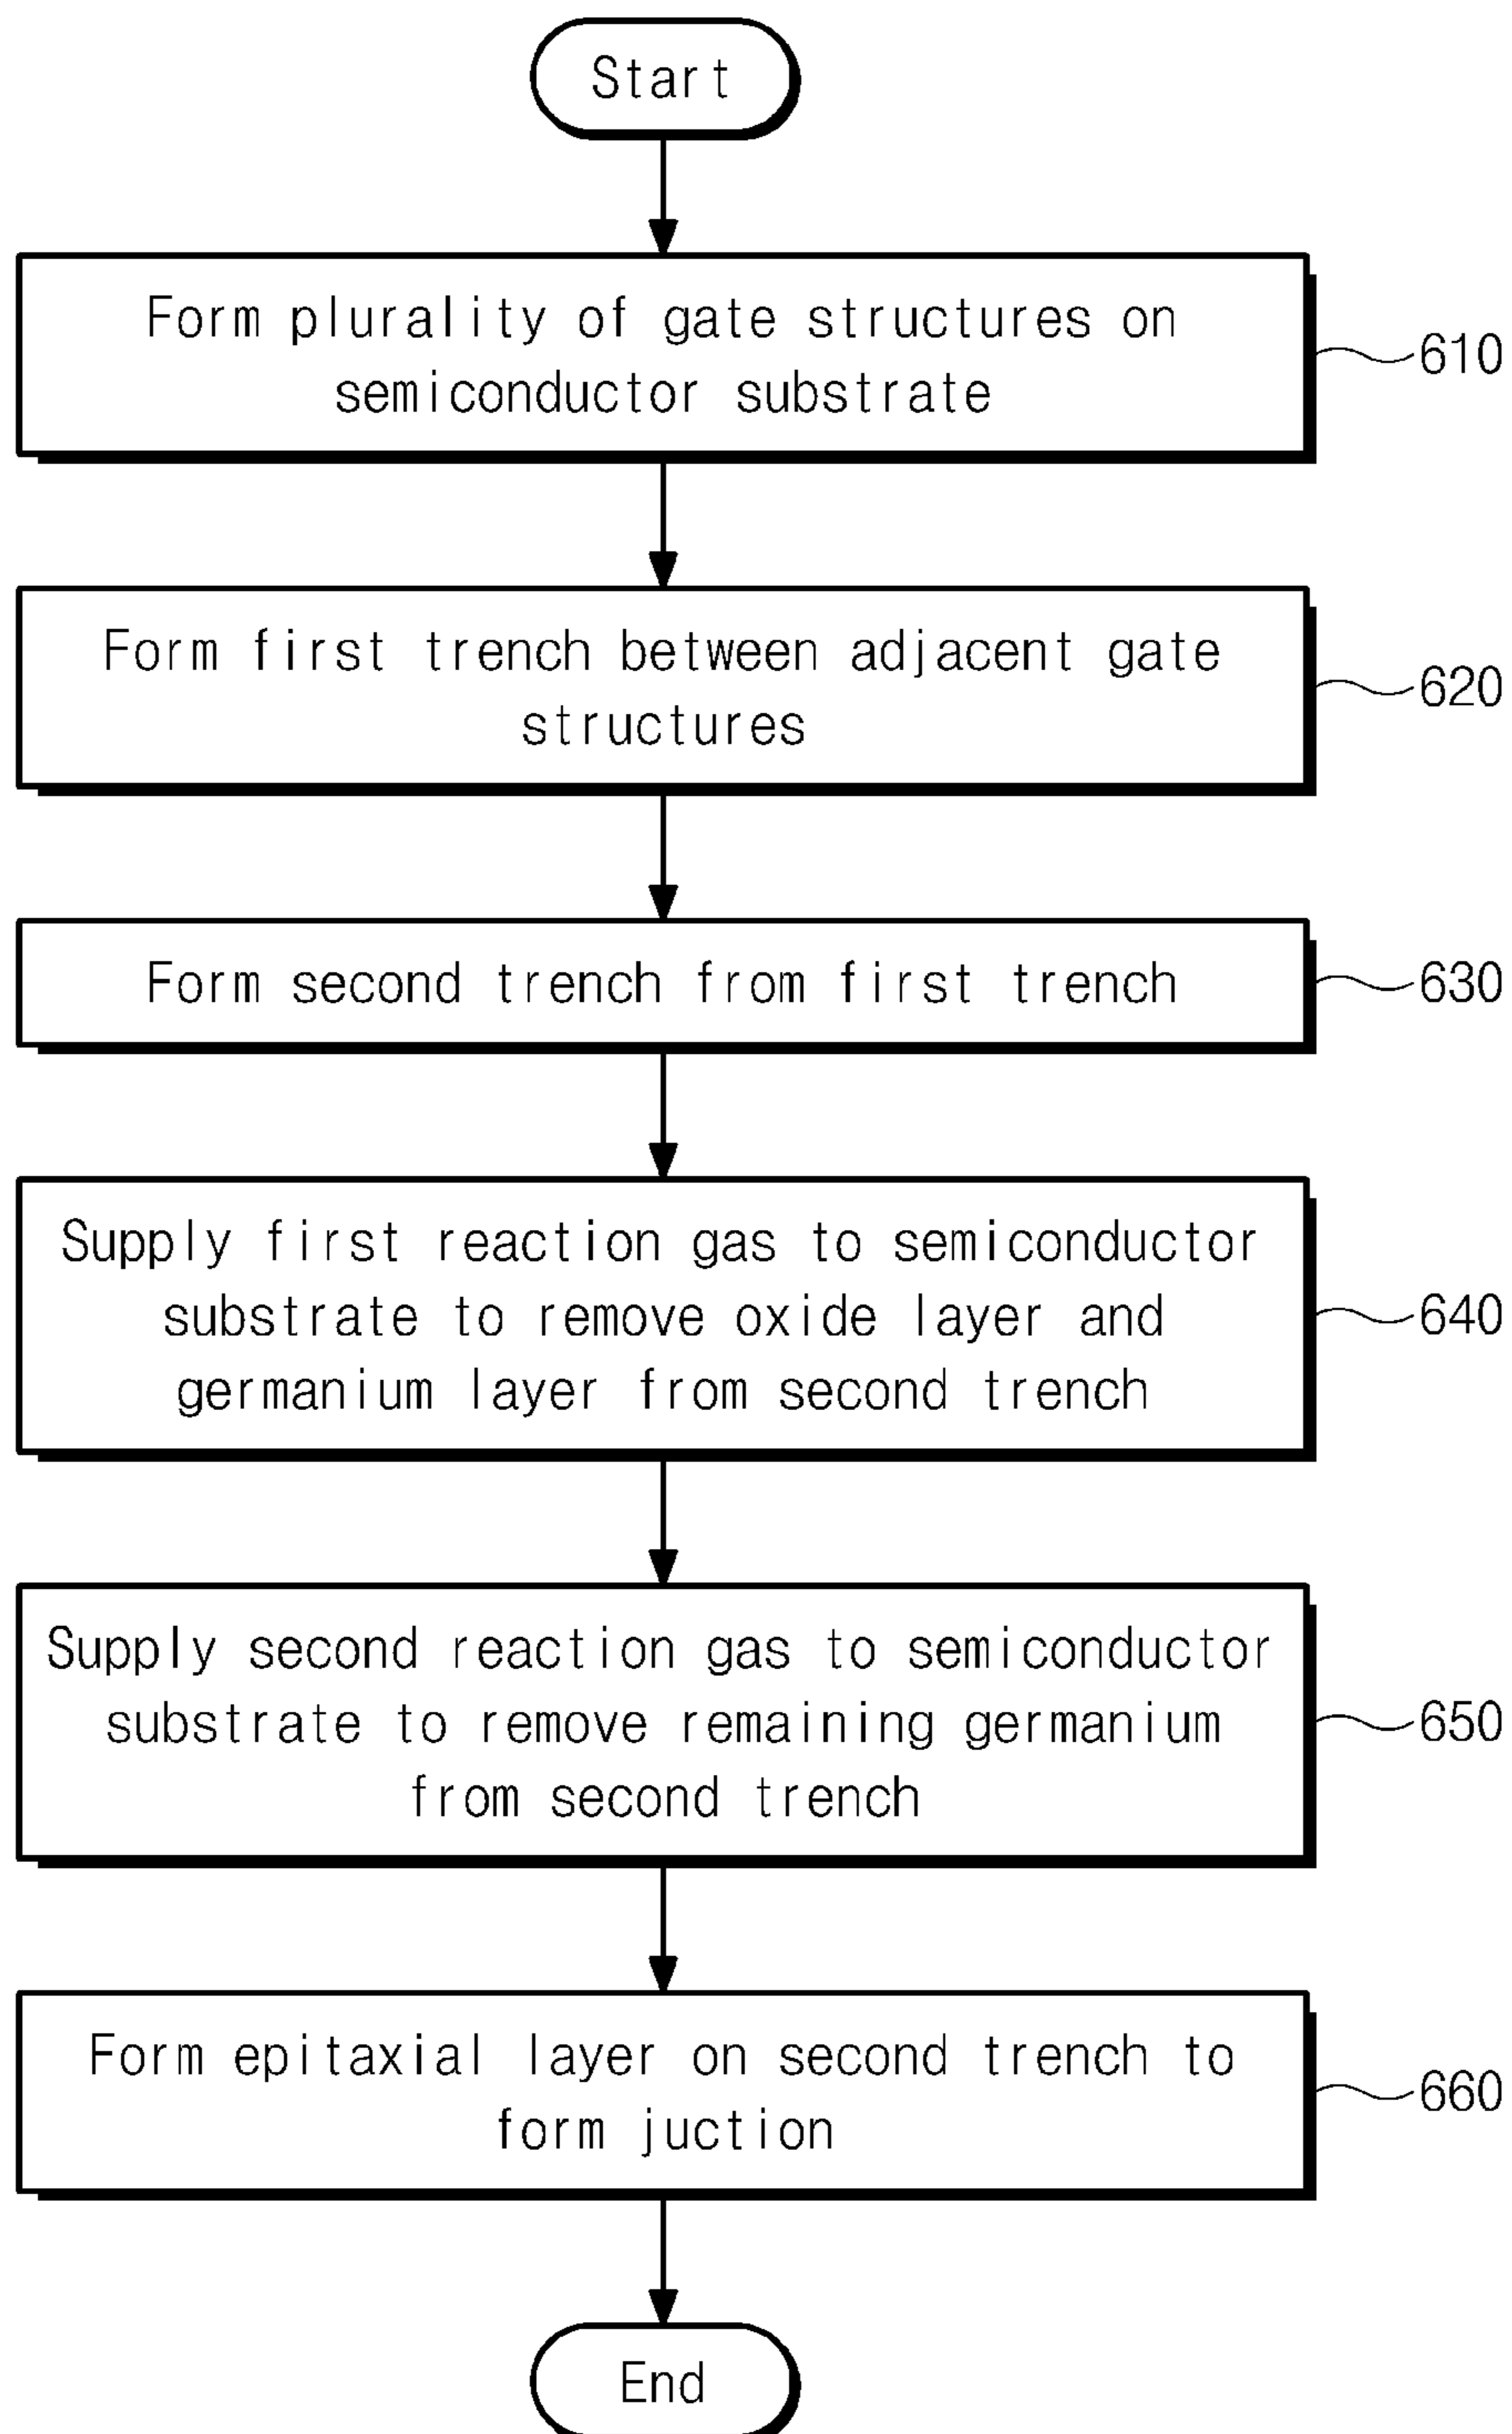 Start
Form plurality of gate structures on
semiconductor substrate
610
Form first trench between adjacent gate
structures
620
Form second trench from first trench
630
Supply first reaction gas to semiconductor
substrate to remove oxide layer and
germanium layer from second trench
640
Supply second reaction gas to semiconductor
substrate to remove remaining germanium
from second trench
650
Form epitaxial layer on second trench to
form juction
660
End